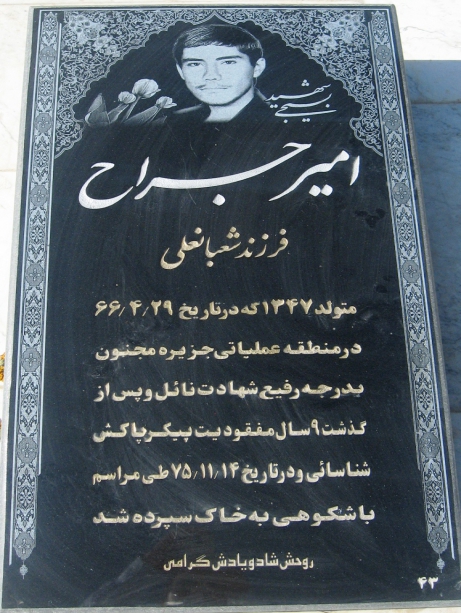 شهید
بسیجی
امیر جراح
فرزند شعبانعلی
متولد ۱۳۴۷ که در تاریخ ۶۶/۴/۲۹
در منطقه عملیاتی جزیره مجنون
بدرجه رفیع شهادت نائل و پس از
گذشت ۹ سال مفقودیت پیکر پاکش
شناسائی و در تاریخ ۷۵/۱۱/۱۴ طی مراسم
با شکوهی به خاک سپرده شد
روحش شاد و یادش گرامی
۴۳